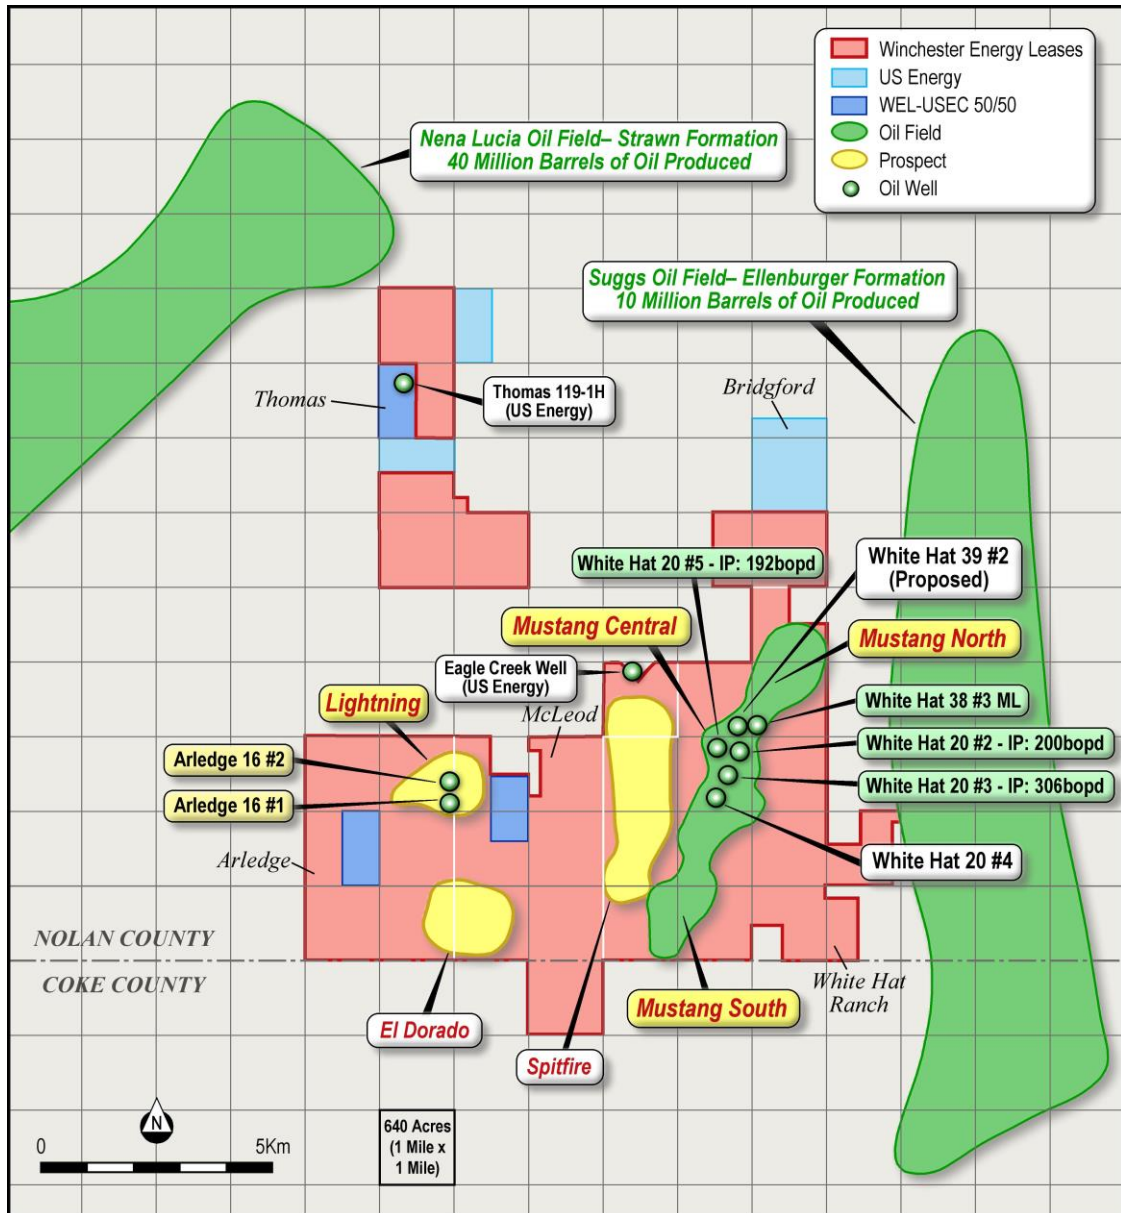 Winchester Energy Leases
US Energy
WEL-USEC 50/50
Oil Field
Prospect
Oil Well
Nena Lucia Oil Field– Strawn Formation
40 Million Barrels of Oil Produced
Suggs Oil Field– Ellenburger Formation
10 Million Barrels of Oil Produced
Thomas
Thomas 119-1H
(US Energy)
Bridgford
White Hat 20 #5 - IP: 192bopd
White Hat 39 #2
(Proposed)
Mustang Central
Mustang North
Eagle Creek Well
(US Energy)
Lightning
McLeod
White Hat 38 #3 ML
Arledge 16 #2
White Hat 20 #2 - IP: 200bopd
Arledge 16 #1
White Hat 20 #3 - IP: 306bopd
Arledge
White Hat 20 #4
NOLAN COUNTY
COKE COUNTY
White Hat
Ranch
Mustang South
El Dorado
Spitfire
N
0
5Km
640 Acres
(1 Mile x
1 Mile)